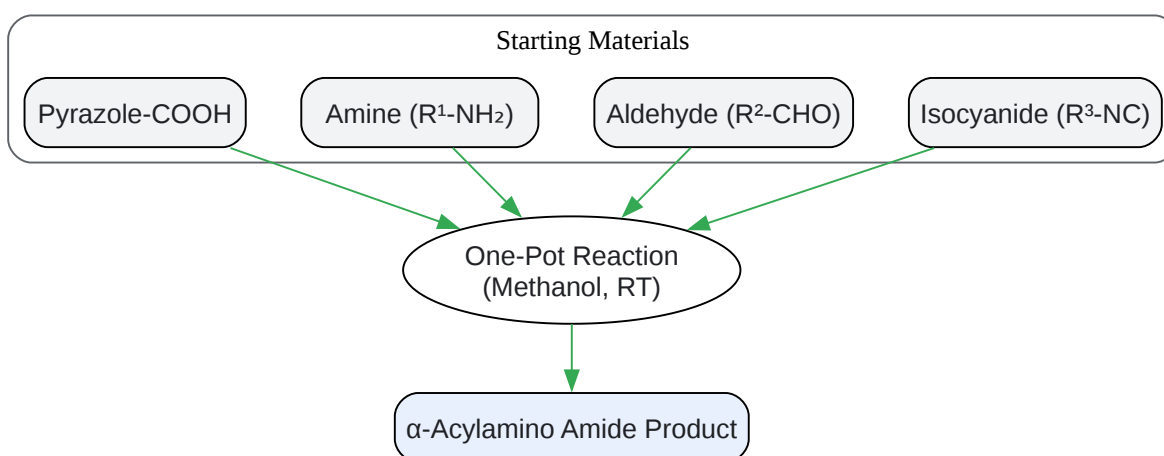 Starting Materials
Pyrazole-COOH
Amine (R¹-NH₂)
Aldehyde (R²-CHO)
Isocyanide (R³-NC)
One-Pot Reaction
(Methanol, RT)
α-Acylamino Amide Product